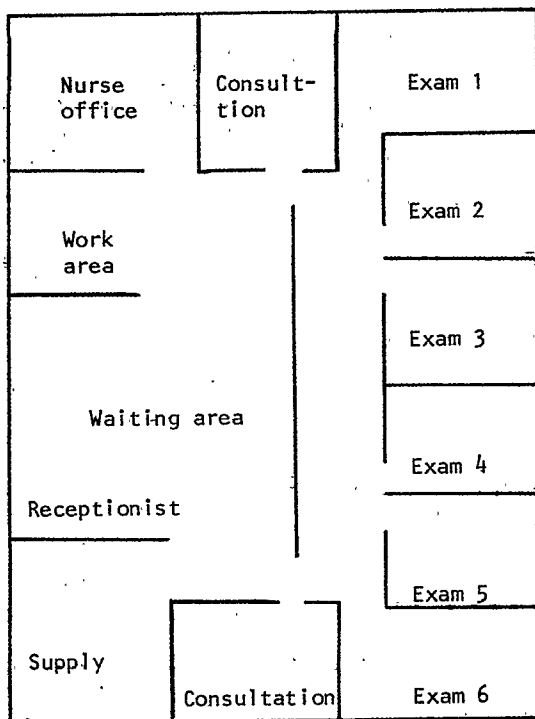 Nurse
office
Consult-
tion
Exam 1
Exam 2
Work
area
Exam 3
Waiting area
Exam 4
Receptionist
Exam 5
Supply
Consultation
Exam 6